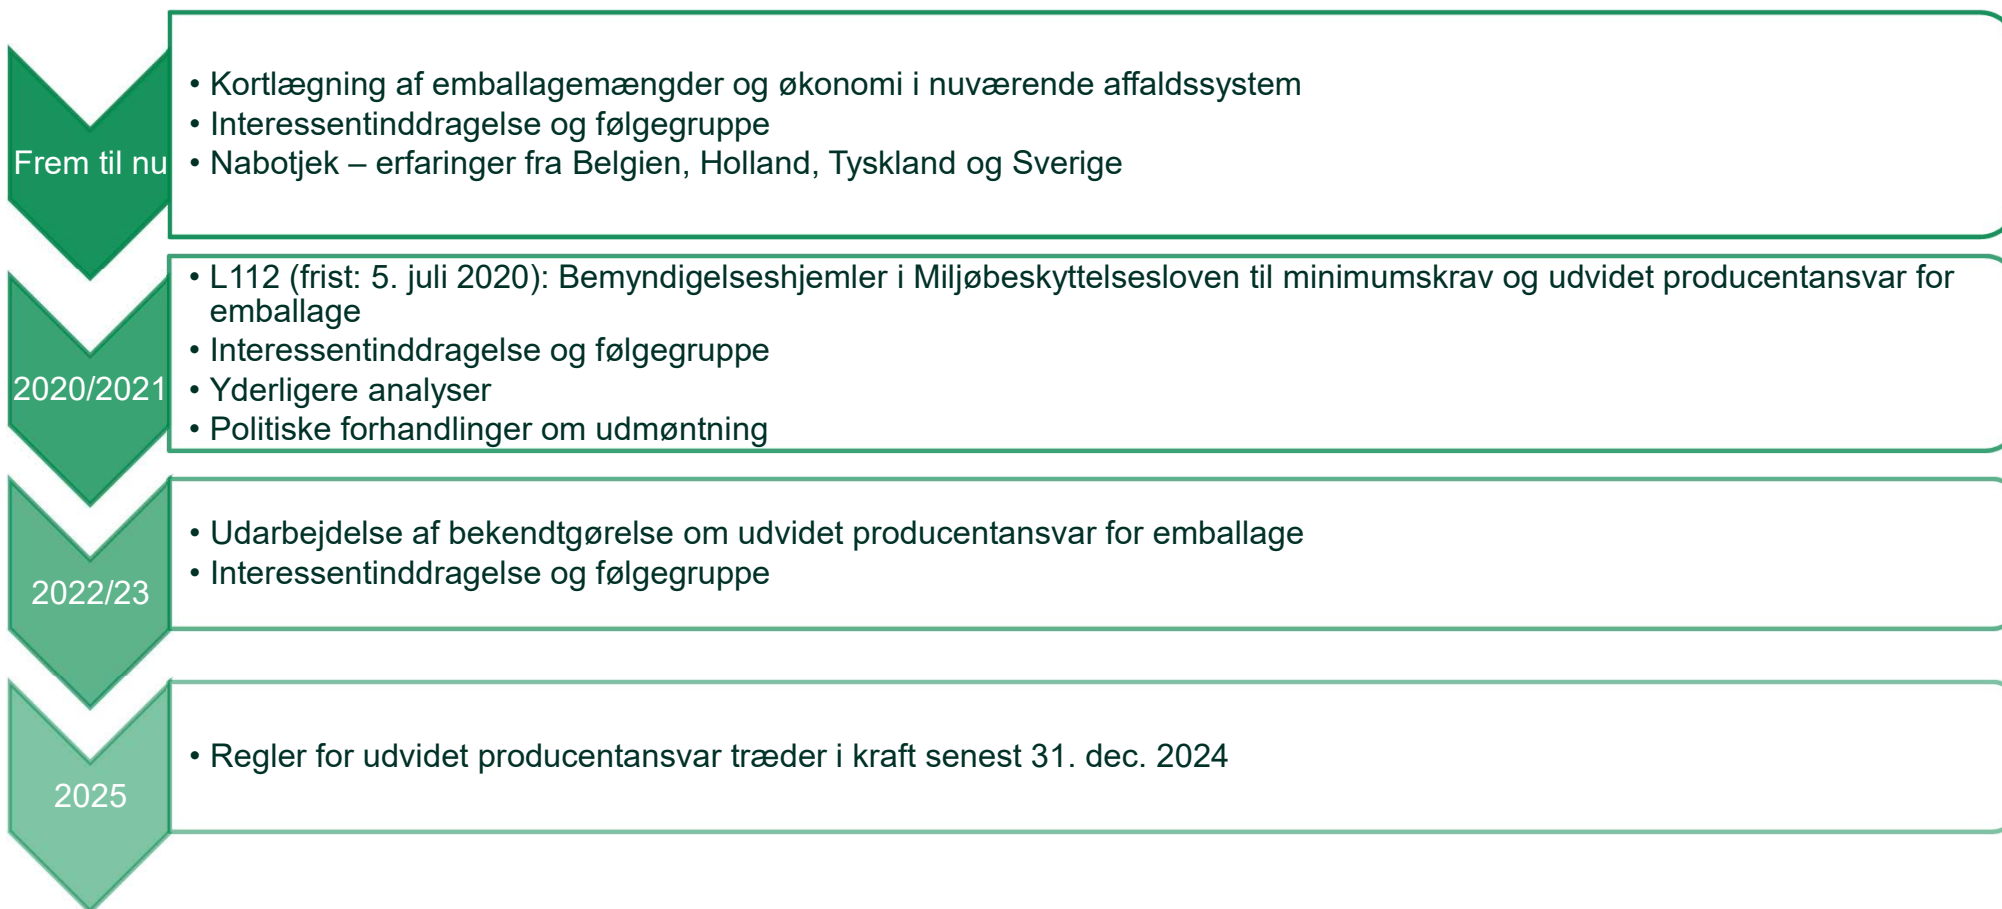 Frem til nu
• Kortlægning af emballagemængder og økonomi i nuværende affaldssystem
• Interessentinddragelse og følgegruppe
• Nabotjek – erfaringer fra Belgien, Holland, Tyskland og Sverige
2020/2021
• L112 (frist: 5. juli 2020): Bemyndigelseshjemler i Miljøbeskyttelsesloven til minimumskrav og udvidet producentansvar for
emballage
• Interessentinddragelse og følgegruppe
• Yderligere analyser
• Politiske forhandlinger om udmøntning
2022/23
• Udarbejdelse af bekendtgørelse om udvidet producentansvar for emballage
• Interessentinddragelse og følgegruppe
2025
• Regler for udvidet producentansvar træder i kraft senest 31. dec. 2024